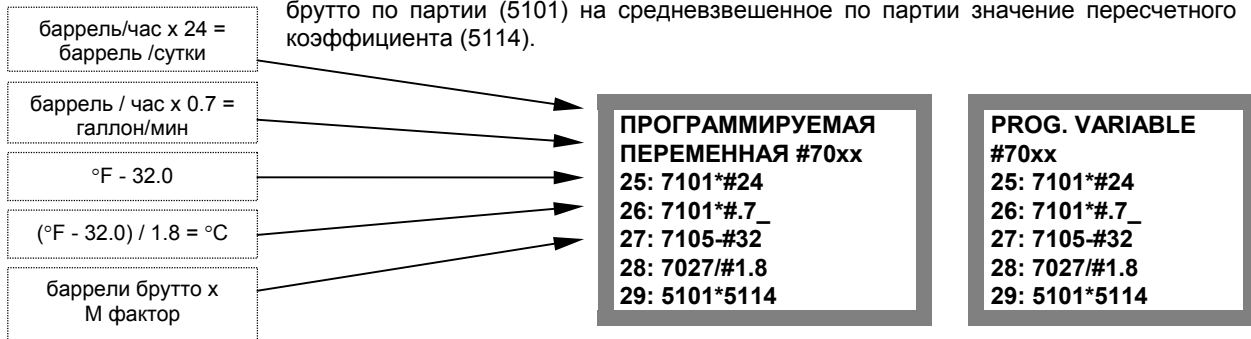 брутто по партии (5101) на средневзвешенное по партии значение пересчетного
коэффициента (5114).
баррель/час x 24 =
баррель /сутки
баррель / час x 0.7 =
галлон/мин
°F - 32.0
(°F - 32.0) / 1.8 = °C
баррели брутто x
М фактор
ПРОГРАММИРУЕМАЯ
ПЕРЕМЕННАЯ #70xx
25: 7101*#24
26: 7101*#.7_
27: 7105-#32
28: 7027/#1.8
29: 5101*5114
PROG. VARIABLE
#70xx
25: 7101*#24
26: 7101*#.7_
27: 7105-#32
28: 7027/#1.8
29: 5101*5114